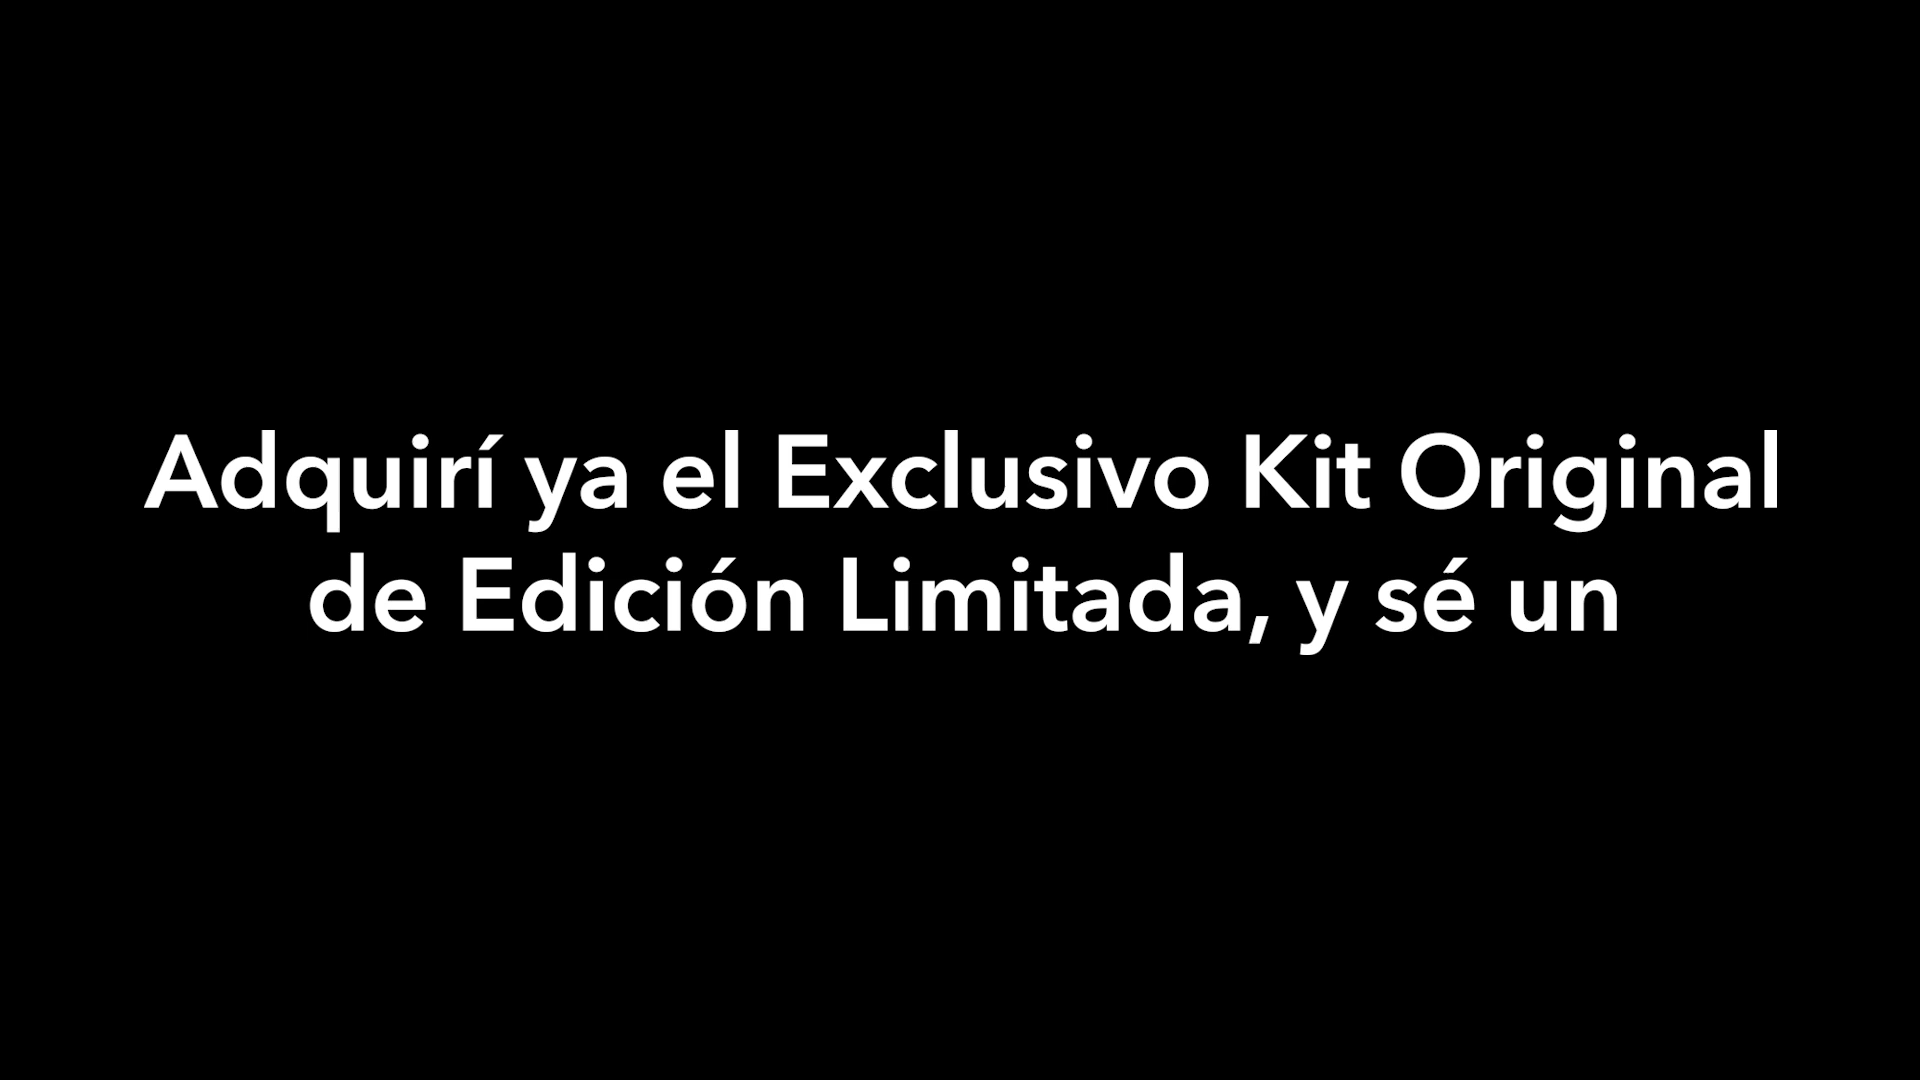 Adquirí ya el Exclusivo Kit Original
de Edición Limitada, y sé un